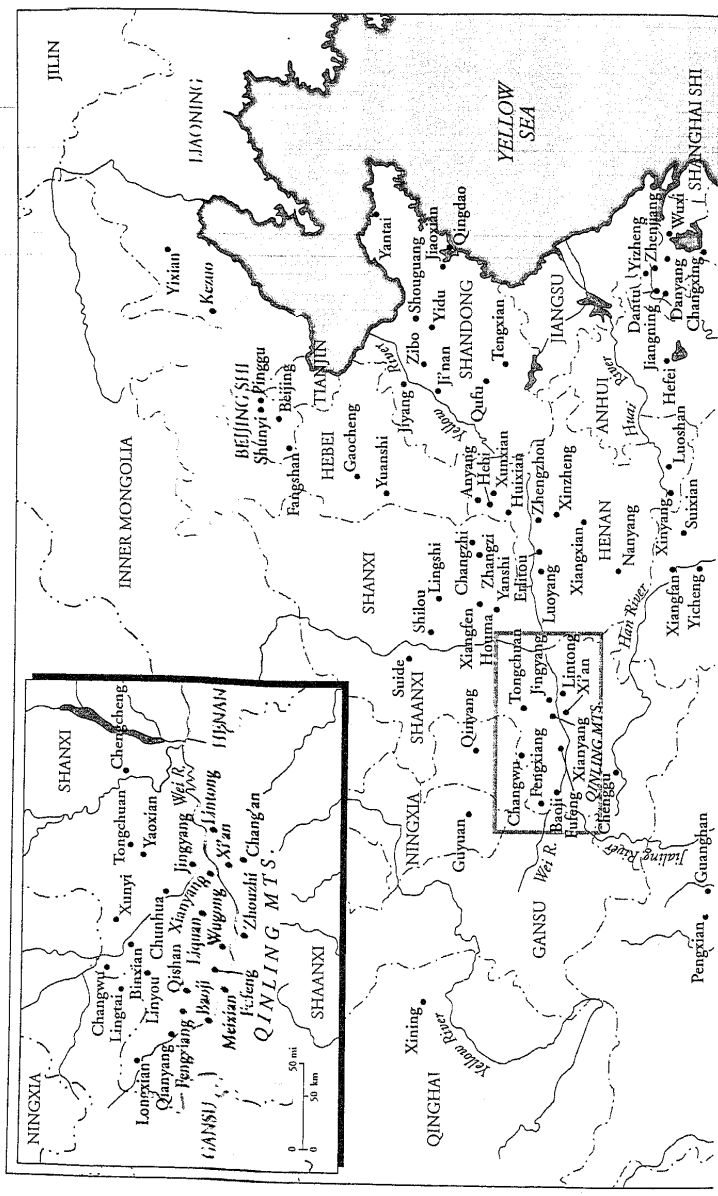 JILIN
LIAONING
INNER MONGOLIA
Yixian
Kezuo
BEIJING SHI
Shunyi
Pinggu
Beijing
Fangshan
TIANJIN
HEBEI
Gaocheng
Yuanshi
Yantai
YELLOW
SEA
Shouguang
Jiaoxian
Qingdao
Zibo
Yidu
SHANDONG
Yellow River
Jiyang
Ji'nan
Qufu
Tengxian
SHANXI
Shilou
Lingshi
Anyang
Hebi
Xunxian
Huixian
Changzhi
Zhangzi
Yanshi
Erlitou
Xiangfen
Houma
Zhengzhou
Xinzheng
Luoyang
Xiangxian
HENAN
Nanyang
JIANGSU
ANHUI
Huai River
Dantu
Yizheng
Zhenjiang
Wuxi
SHANGHAI SHI
Jiangning
Danyang
Changxing
Hefei
Luoshan
Xinyang
Suixian
Han River
Xiangfan
Yicheng
Suide
SHAANXI
NINGXIA
Qinyang
Guyuan
Tongchuan
Jingyang
Lintong
Xi'an
Changwu
Fengxiang
Baoji
Fufeng
Xianyang
QINLING MTS.
Chenggu
Wei R.
Jialing River
GANSU
Xining
QINGHAI
Yellow River
Pengxian
Guanghan
NINGXIA
SHANXI
Chengcheng
HENAN
Tongchuan
Yaoxian
Xunyi
Chunhua
Jingyang
Wei R.
Lintong
Xi'an
Chang'an
Xianyang
Liquan
Wugong
Zhouzhi
Changwu
Lingtai
Binxian
Linyou
Qishan
Baoji
Meixian
Fufeng
Longxian
Qianyang
Fengxiang
QINLING MTS.
SHAANXI
GANSU
0 50 mi
0 50 km